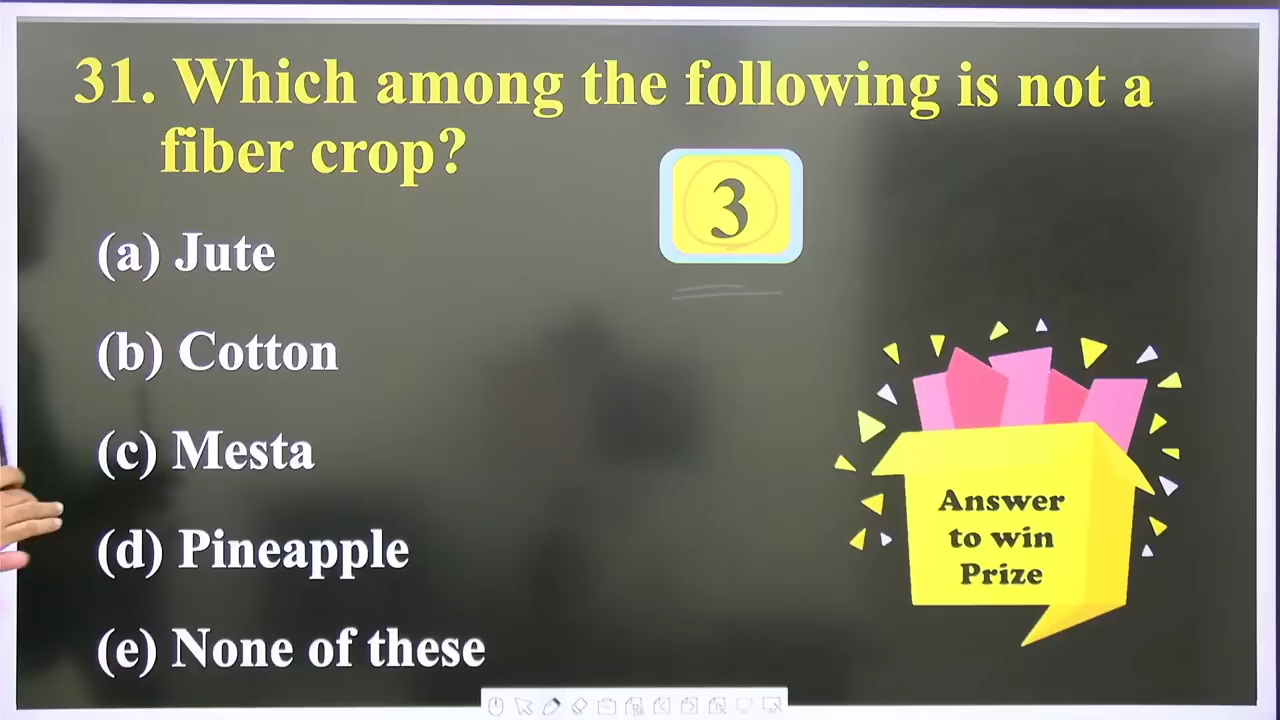 31. Which among the following is not a
fiber crop?
3
(a) Jute
(b) Cotton
(c) Mesta
(d) Pineapple
(e) None of these
Answer
to win
Prize